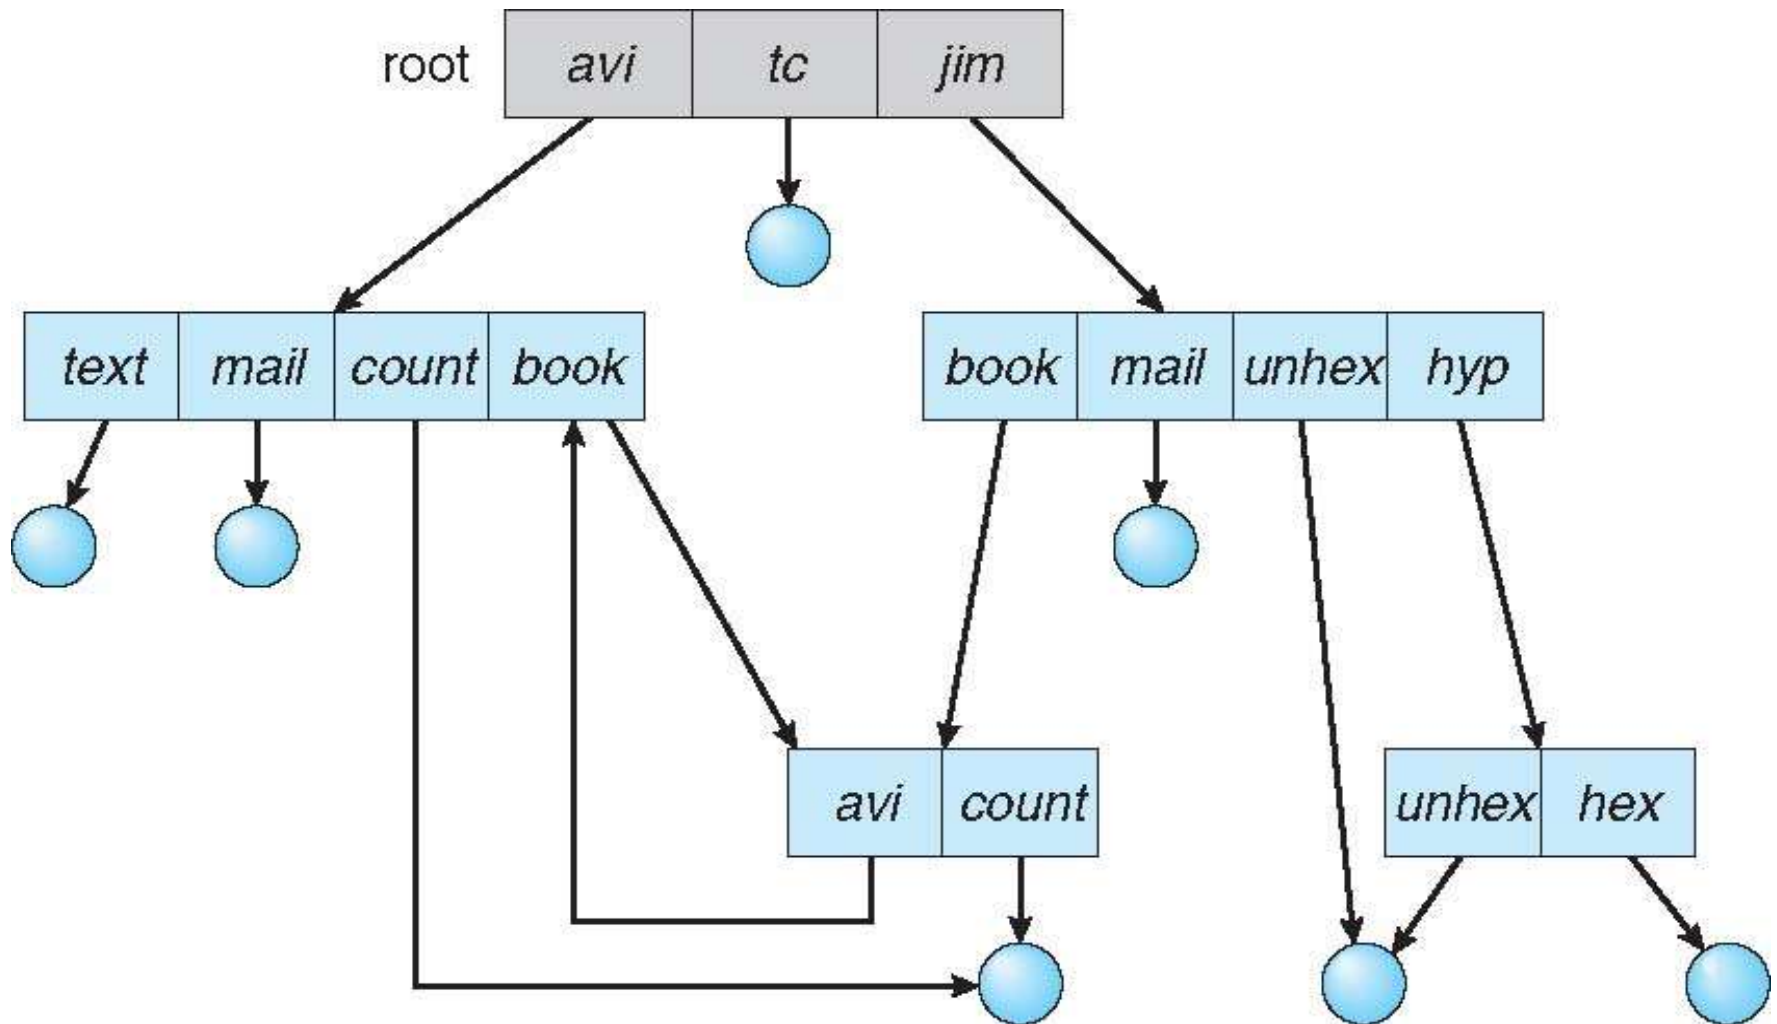 root avi tc jim
text mail count book
book mail unhex hyp
avi count
unhex hex